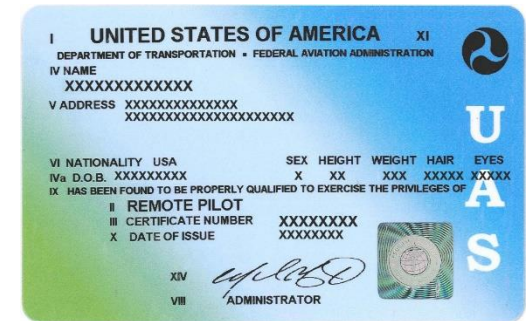 I UNITED STATES OF AMERICA XI
DEPARTMENT OF TRANSPORTATION • FEDERAL AVIATION ADMINISTRATION
IV NAME
XXXXXXXXXXXXX
V ADDRESS XXXXXXXXXXXXXX
XXXXXXXXXXXXXXXXXXXXX
VI NATIONALITY USA SEX HEIGHT WEIGHT HAIR EYES
IVa D.O.B. XXXXXXXXX X XX XXX XXXXX XXXXX
IX HAS BEEN FOUND TO BE PROPERLY QUALIFIED TO EXERCISE THE PRIVILEGES OF
II REMOTE PILOT
III CERTIFICATE NUMBER XXXXXXXX
X DATE OF ISSUE XXXXXXXX
XIV
VIII ADMINISTRATOR
U
A
S